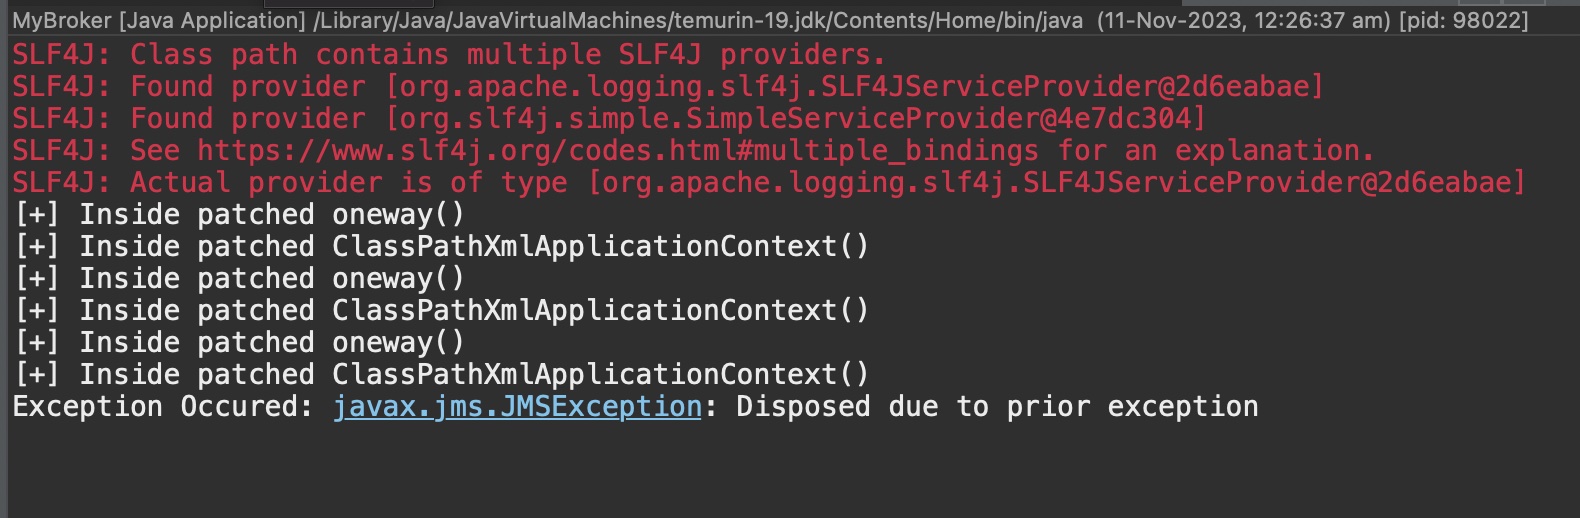 MyBroker [Java Application] /Library/Java/JavaVirtualMachines/temurin-19.jdk/Contents/Home/bin/java (11-Nov-2023, 12:26:37 am) [pid: 98022]
SLF4J: Class path contains multiple SLF4J providers.
SLF4J: Found provider [org.apache.logging.slf4j.SLF4JServiceProvider@2d6eabae]
SLF4J: Found provider [org.slf4j.simple.SimpleServiceProvider@4e7dc304]
SLF4J: See https://www.slf4j.org/codes.html#multiple_bindings for an explanation.
SLF4J: Actual provider is of type [org.apache.logging.slf4j.SLF4JServiceProvider@2d6eabae]
[+] Inside patched oneway()
[+] Inside patched ClassPathXmlApplicationContext()
[+] Inside patched oneway()
[+] Inside patched ClassPathXmlApplicationContext()
[+] Inside patched oneway()
[+] Inside patched ClassPathXmlApplicationContext()
Exception Occured: javax.jms.JMSException: Disposed due to prior exception